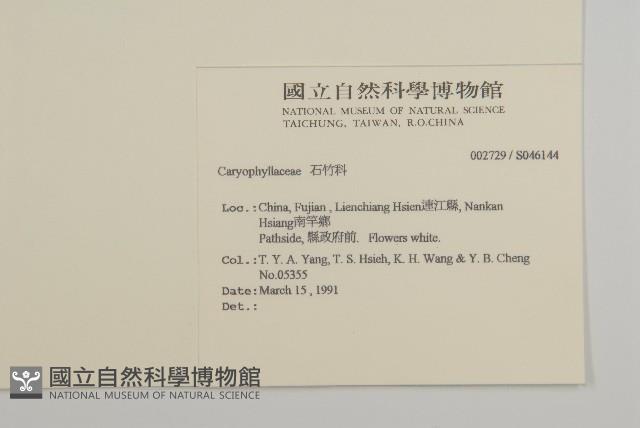 國立自然科學博物館
NATIONAL MUSEUM OF NATURAL SCIENCE
TAICHUNG, TAIWAN, R.O.CHINA
002729 / S046144
Caryophyllaceae 石竹科
Loc.: China, Fujian , Lienchiang Hsien連江縣, Nankan
Hsiang南竿鄉
Pathside, 縣政府前. Flowers white.
Col.: T. Y. A. Yang, T. S. Hsieh, K. H. Wang & Y. B. Cheng
No.05355
Date: March 15 , 1991
Det.:
國立自然科學博物館
NATIONAL MUSEUM OF NATURAL SCIENCE